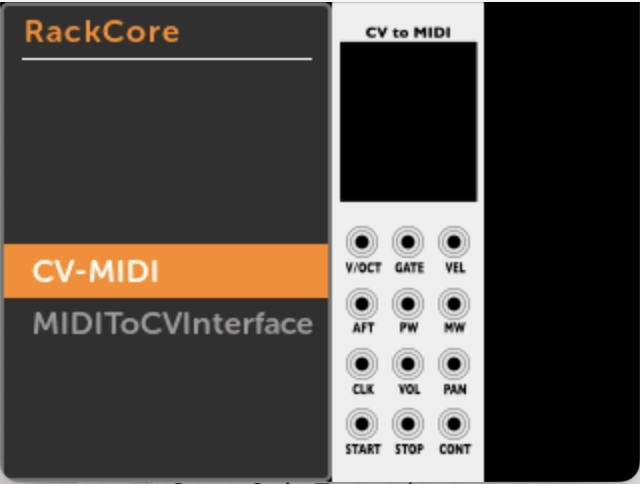 RackCore
CV-MIDI
MIDIToCVInterface
CV to MIDI
V/OCT GATE VEL
AFT PW MW
CLK VOL PAN
START STOP CONT